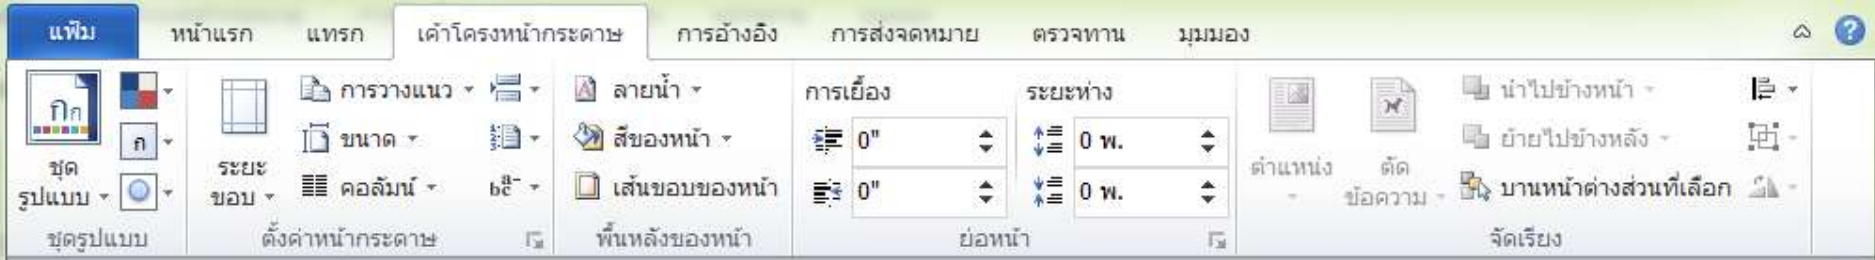 แฟ้ม หน้าแรก แทรก เค้าโครงหน้ากระดาษ การอ้างอิง การส่งจดหมาย ตรวจทาน มุมมอง
ปก
ก
ชุด
รูปแบบ
ชุดรูปแบบ
ระยะ
ขอบ
การวางแนว
ขนาด
คอลัมน์
ตั้งค่าหน้ากระดาษ
ลายน้ำ
สีของหน้า
เส้นขอบของหน้า
พื้นหลังของหน้า
การเยื้อง
0"
0"
ระยะห่าง
0 พ.
0 พ.
ย่อหน้า
ตำแหน่ง
ตัด
ข้อความ
นำไปข้างหน้า
ย้ายไปข้างหลัง
บานหน้าต่างส่วนที่เลือก
จัดเรียง